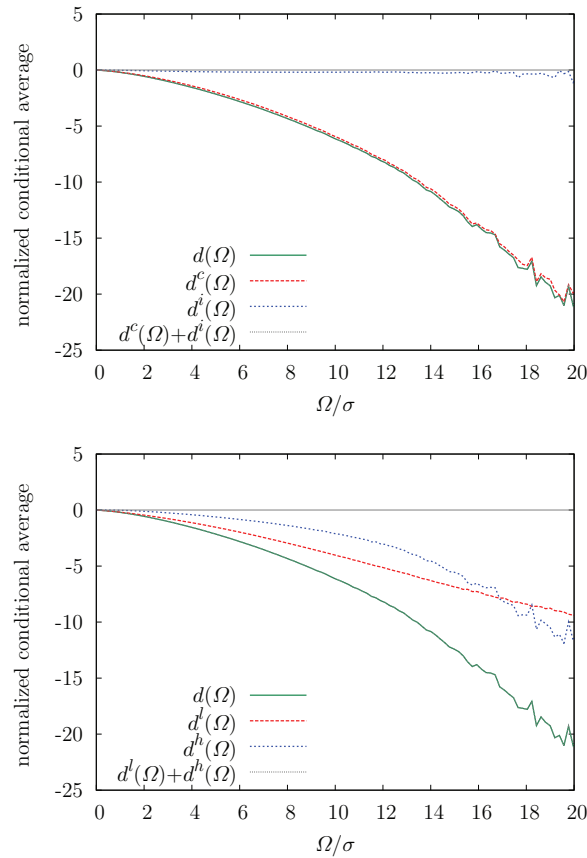 5
0
-5
-10
-15
-20
-25
normalized conditional average
d(Ω)
d^c(Ω)
d^i(Ω)
d^c(Ω)+d^i(Ω)
0 2 4 6 8 10 12 14 16 18 20
Ω/σ
5
0
-5
-10
-15
-20
-25
normalized conditional average
d(Ω)
d^l(Ω)
d^h(Ω)
d^l(Ω)+d^h(Ω)
0 2 4 6 8 10 12 14 16 18 20
Ω/σ